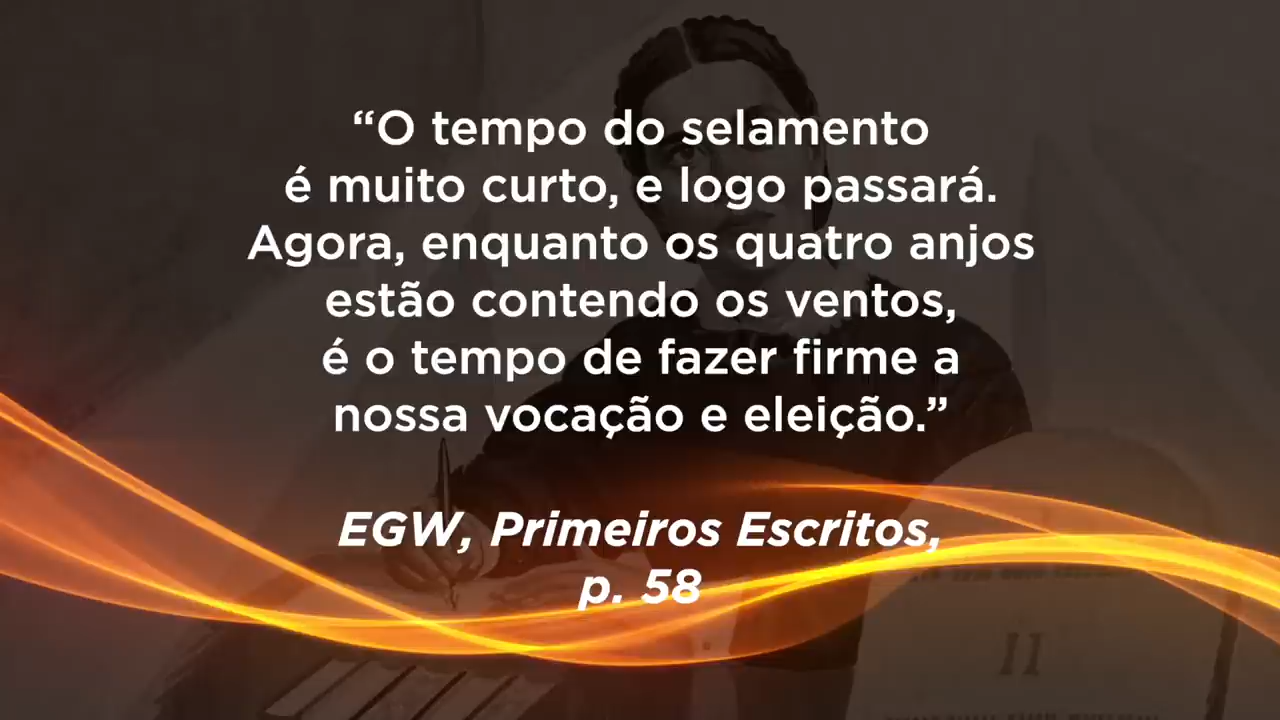 “O tempo do selamento
é muito curto, e logo passará.
Agora, enquanto os quatro anjos
estão contendo os ventos,
é o tempo de fazer firme a
nossa vocação e eleição.”
EGW, Primeiros Escritos,
p. 58
II